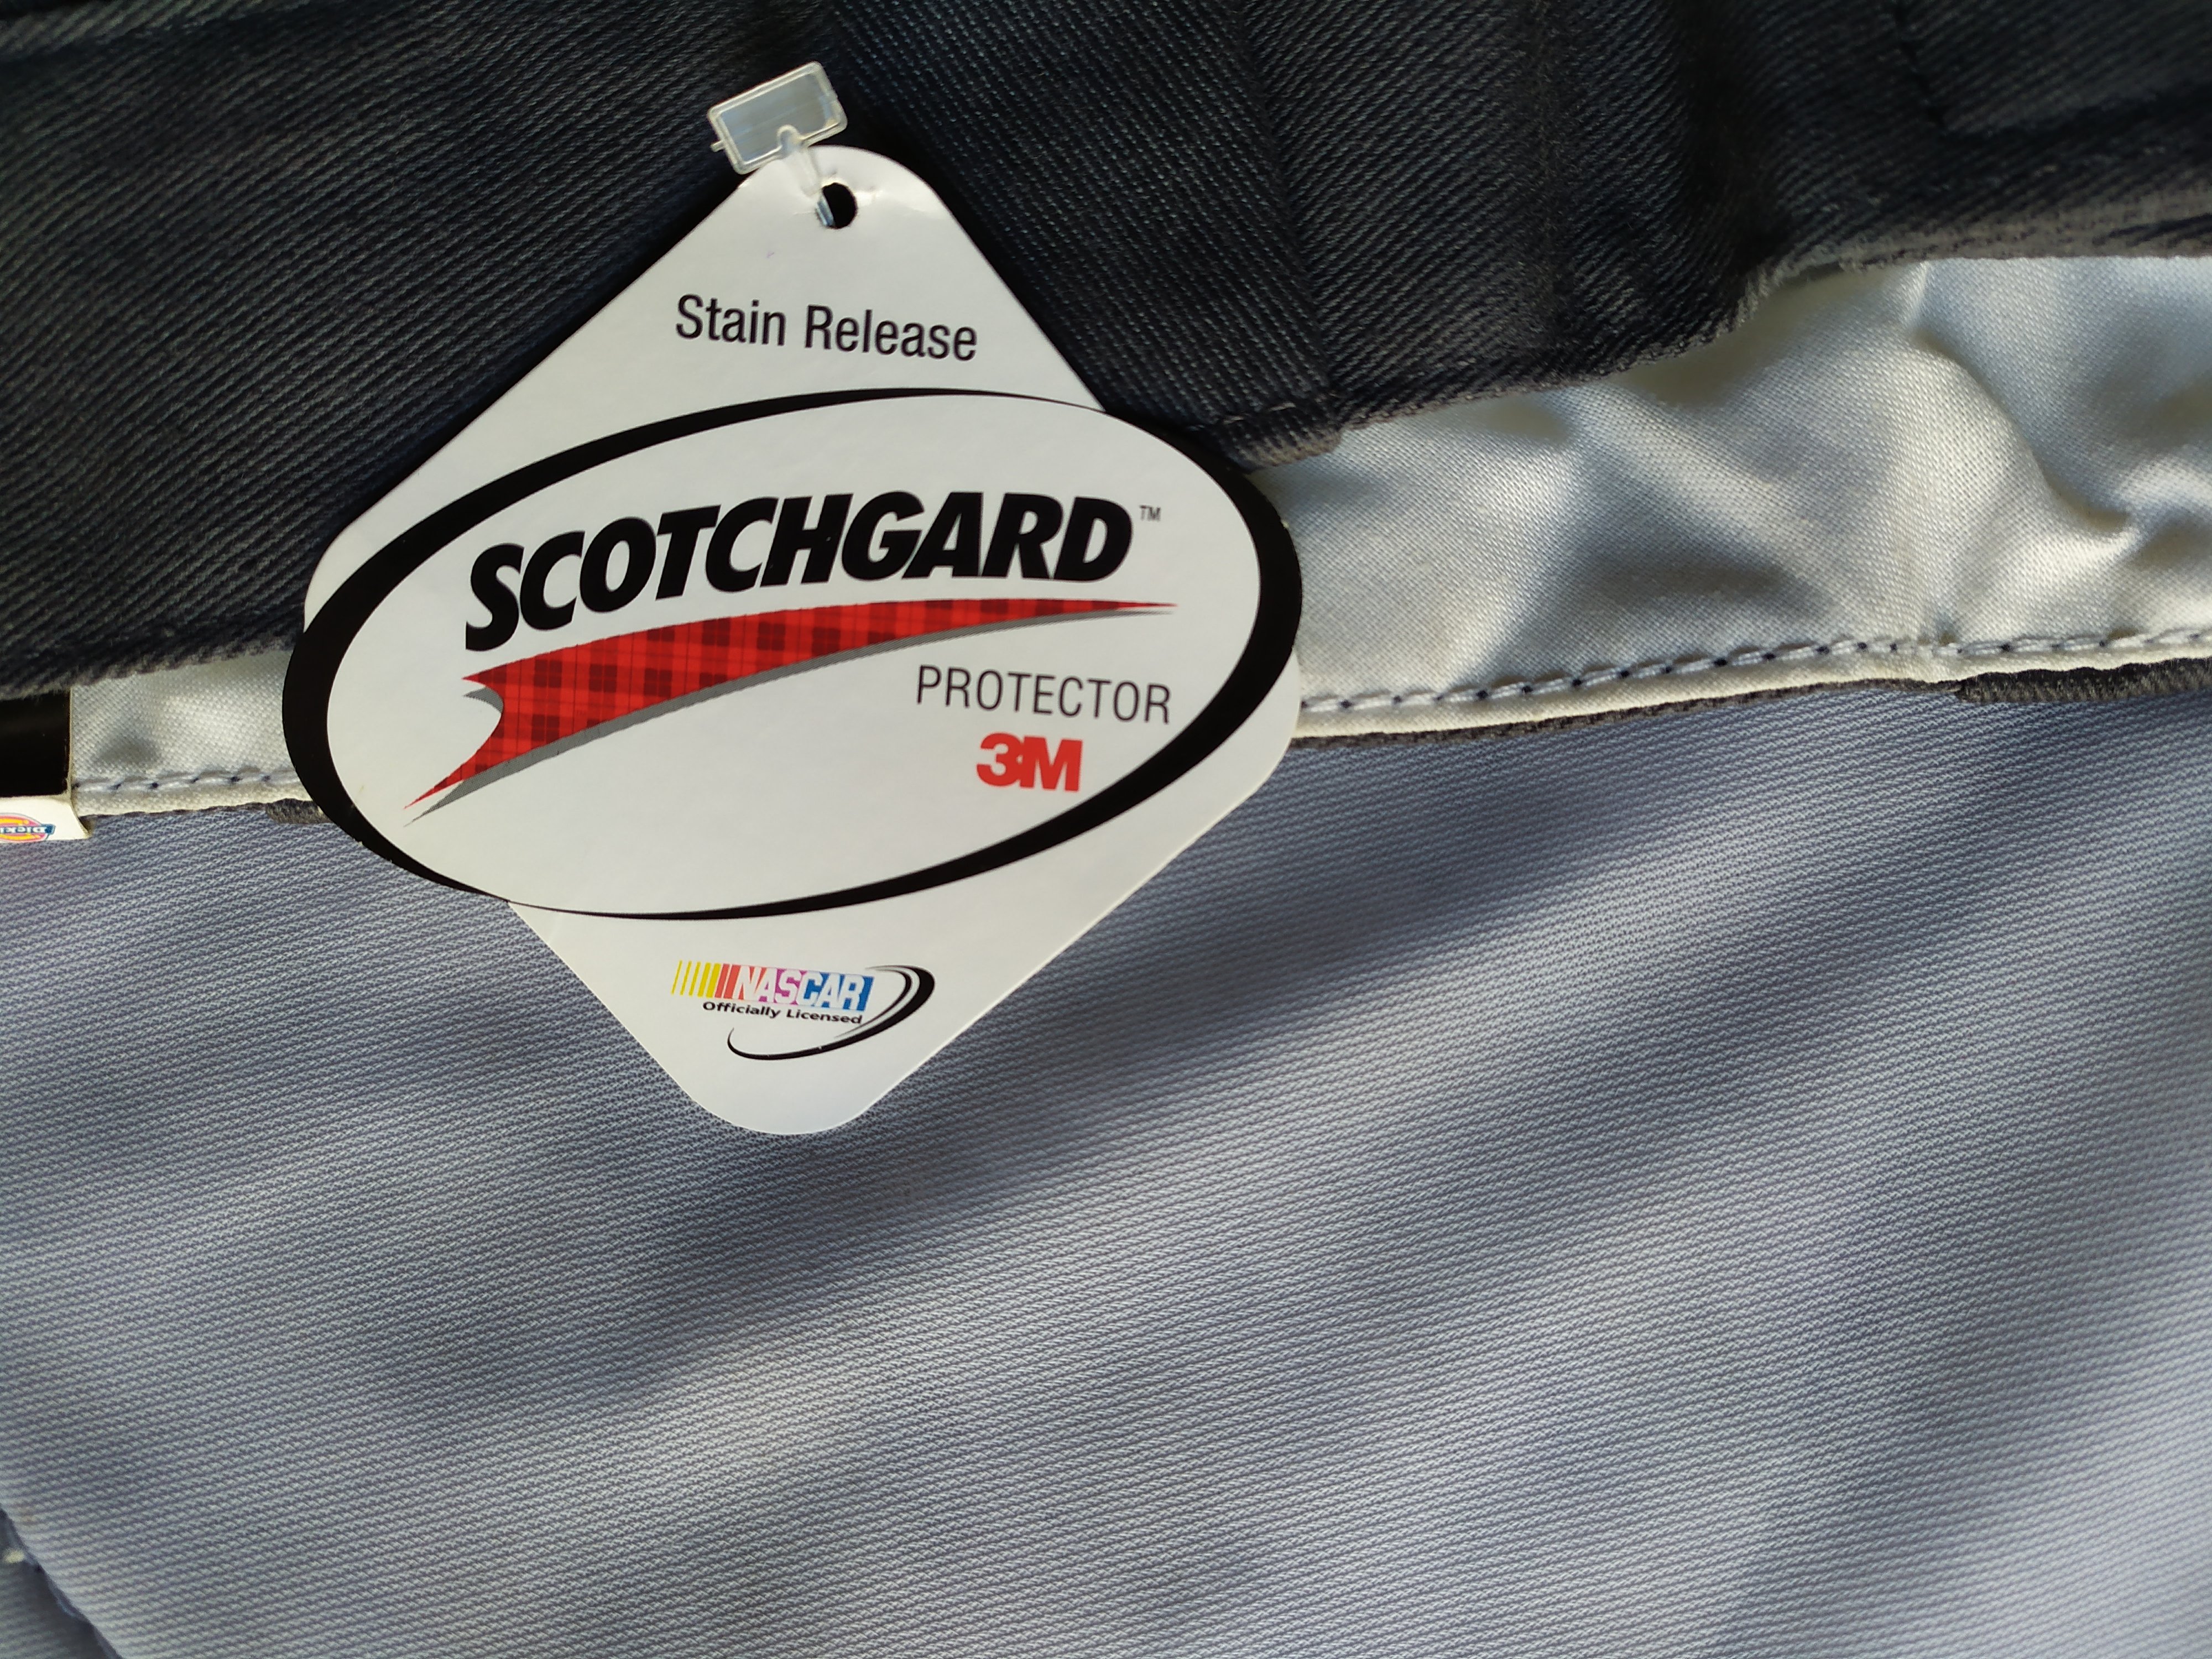 Stain Release
SCOTCHGARD™
PROTECTOR
3M
NASCAR
Officially Licensed